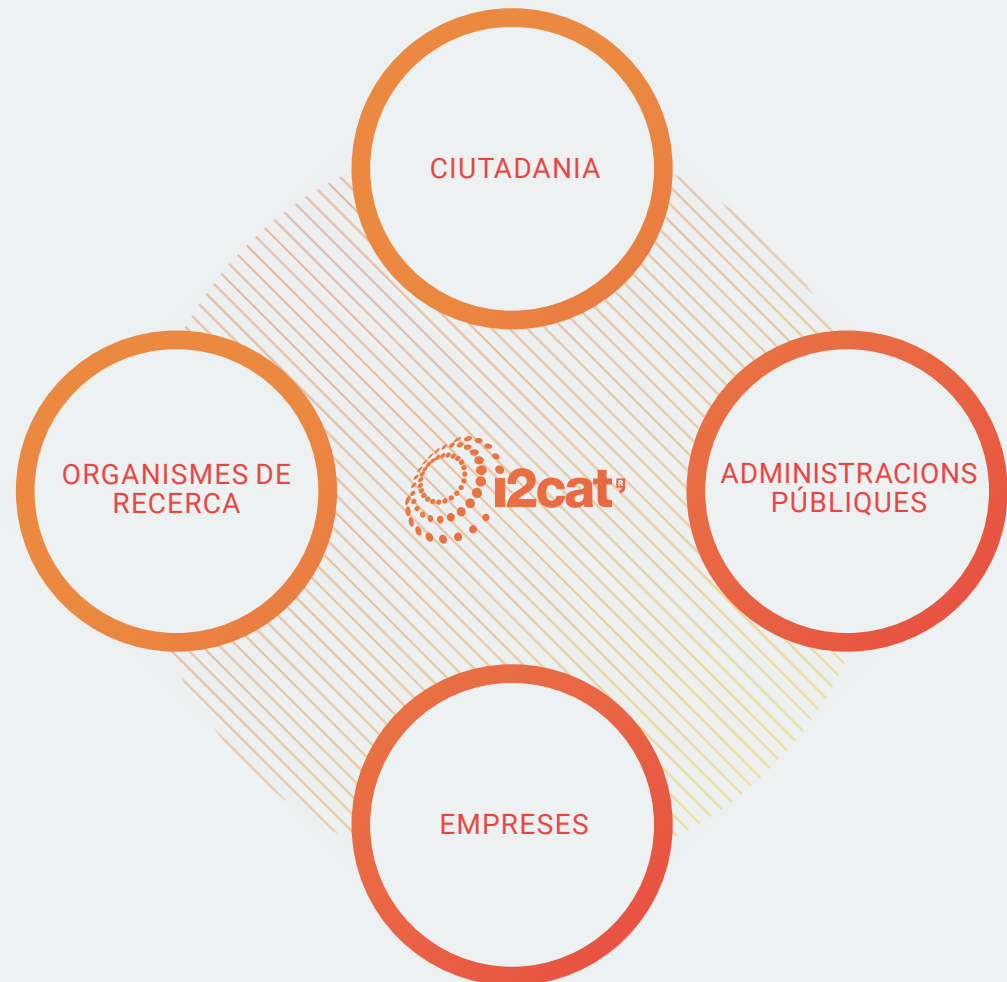 CIUTADANIA
ORGANISMES DE
RECERCA
i2cat®
ADMINISTRACIONS
PÚBLIQUES
EMPRESES